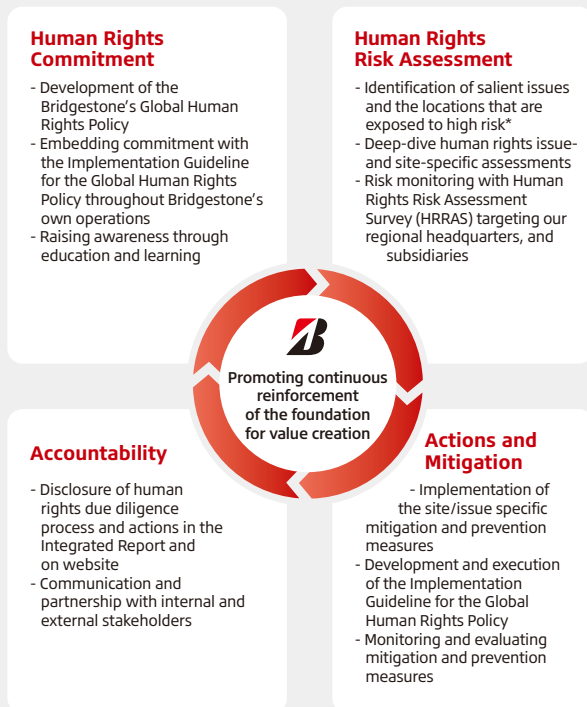 Human Rights
Commitment
- Development of the
Bridgestone's Global Human
Rights Policy
- Embedding commitment with
the Implementation Guideline
for the Global Human Rights
Policy throughout Bridgestone's
own operations
- Raising awareness through
education and learning
Human Rights
Risk Assessment
- Identification of salient issues
and the locations that are
exposed to high risk*
- Deep-dive human rights issue-
and site-specific assessments
- Risk monitoring with Human
Rights Risk Assessment
Survey (HRRAS) targeting our
regional headquarters, and
subsidiaries
B
Promoting continuous
reinforcement
of the foundation
for value creation
Accountability
- Disclosure of human
rights due diligence
process and actions in the
Integrated Report and
on website
- Communication and
partnership with internal and
external stakeholders
Actions and
Mitigation
- Implementation of
the site/issue specific
mitigation and prevention
measures
- Development and execution
of the Implementation
Guideline for the Global
Human Rights Policy
- Monitoring and evaluating
mitigation and prevention
measures